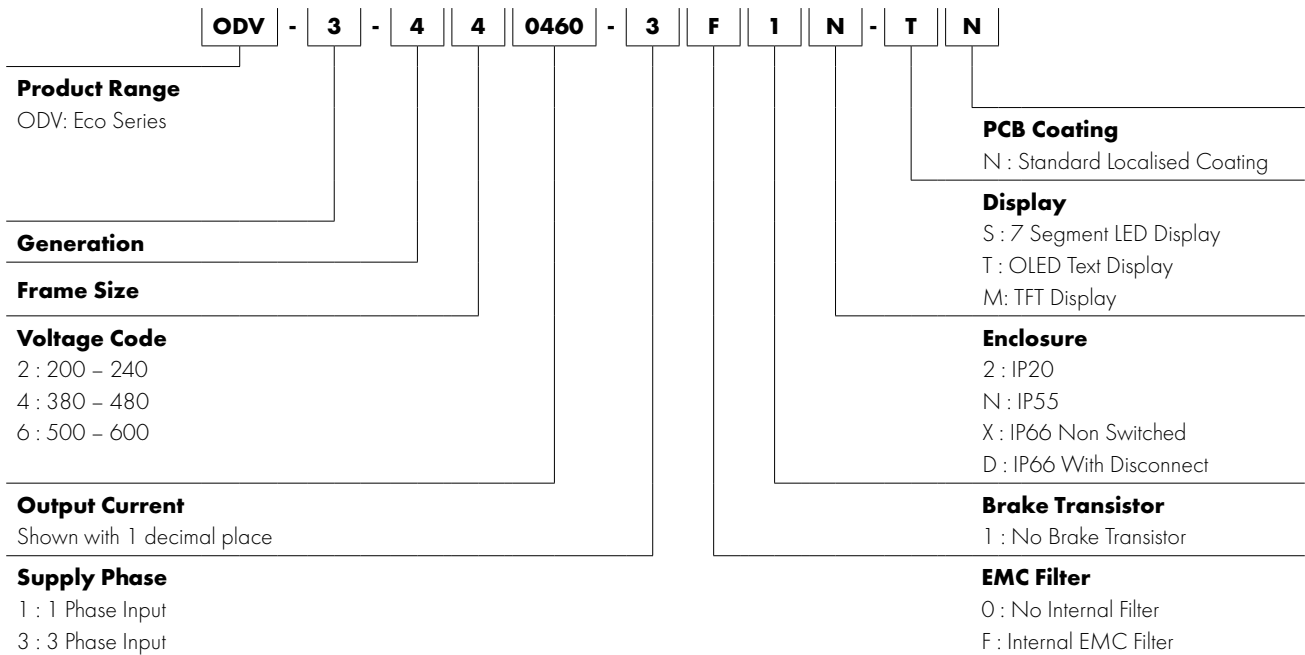 ODV - 3 - 4 4 0460 - 3 F 1 N - T N
Product Range
ODV: Eco Series
Generation
Frame Size
Voltage Code
2 : 200 – 240
4 : 380 – 480
6 : 500 – 600
Output Current
Shown with 1 decimal place
Supply Phase
1 : 1 Phase Input
3 : 3 Phase Input
PCB Coating
N : Standard Localised Coating
Display
S : 7 Segment LED Display
T : OLED Text Display
M: TFT Display
Enclosure
2 : IP20
N : IP55
X : IP66 Non Switched
D : IP66 With Disconnect
Brake Transistor
1 : No Brake Transistor
EMC Filter
0 : No Internal Filter
F : Internal EMC Filter